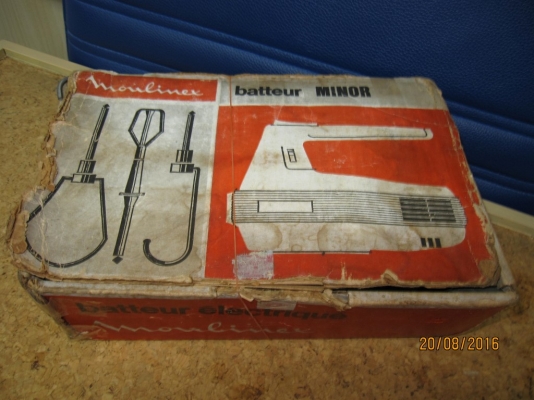 Moulinex
batteur MINOR
batteur électrique
Moulinex
20/08/2016